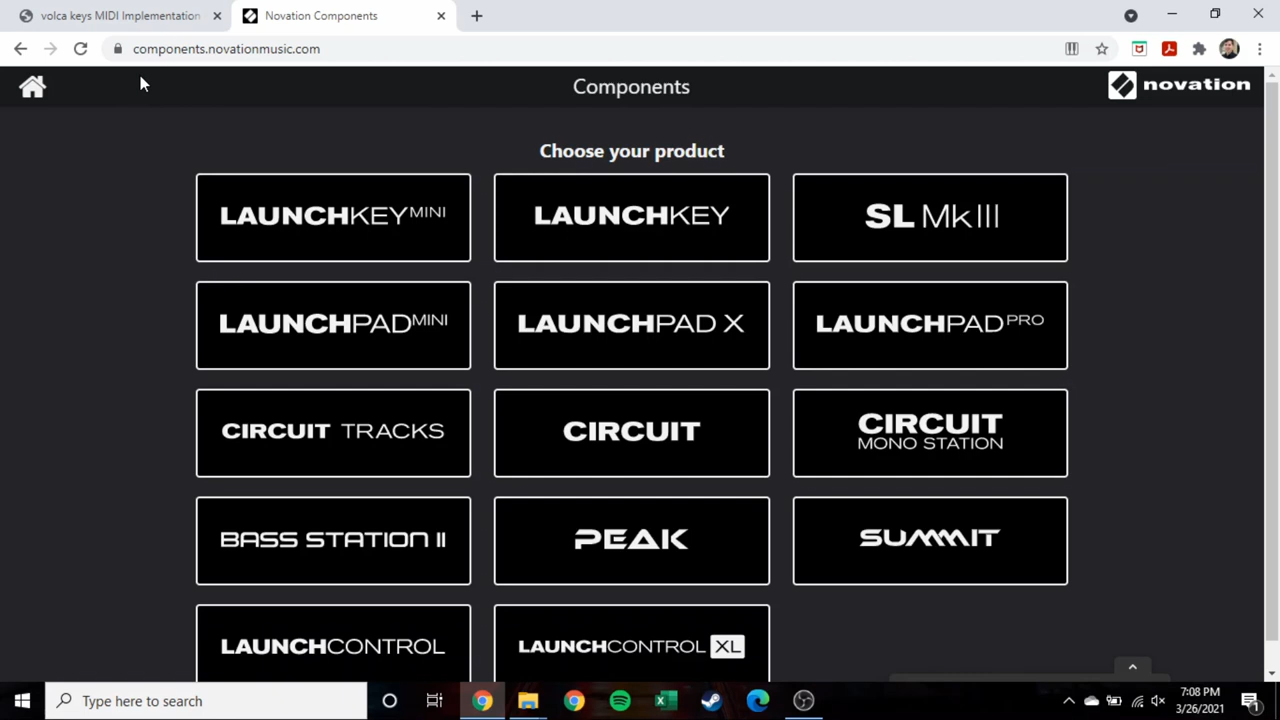 volca keys MIDI Implementation
Novation Components
components.novationmusic.com
Components
novation
Choose your product
LAUNCHKEY MINI
LAUNCHKEY
SL MkIII
LAUNCHPAD MINI
LAUNCHPAD X
LAUNCHPAD PRO
CIRCUIT TRACKS
CIRCUIT
CIRCUIT
MONO STATION
BASS STATION II
PEAK
SUMMIT
LAUNCHCONTROL
LAUNCHCONTROL XL
Type here to search
7:08 PM
3/26/2021
1